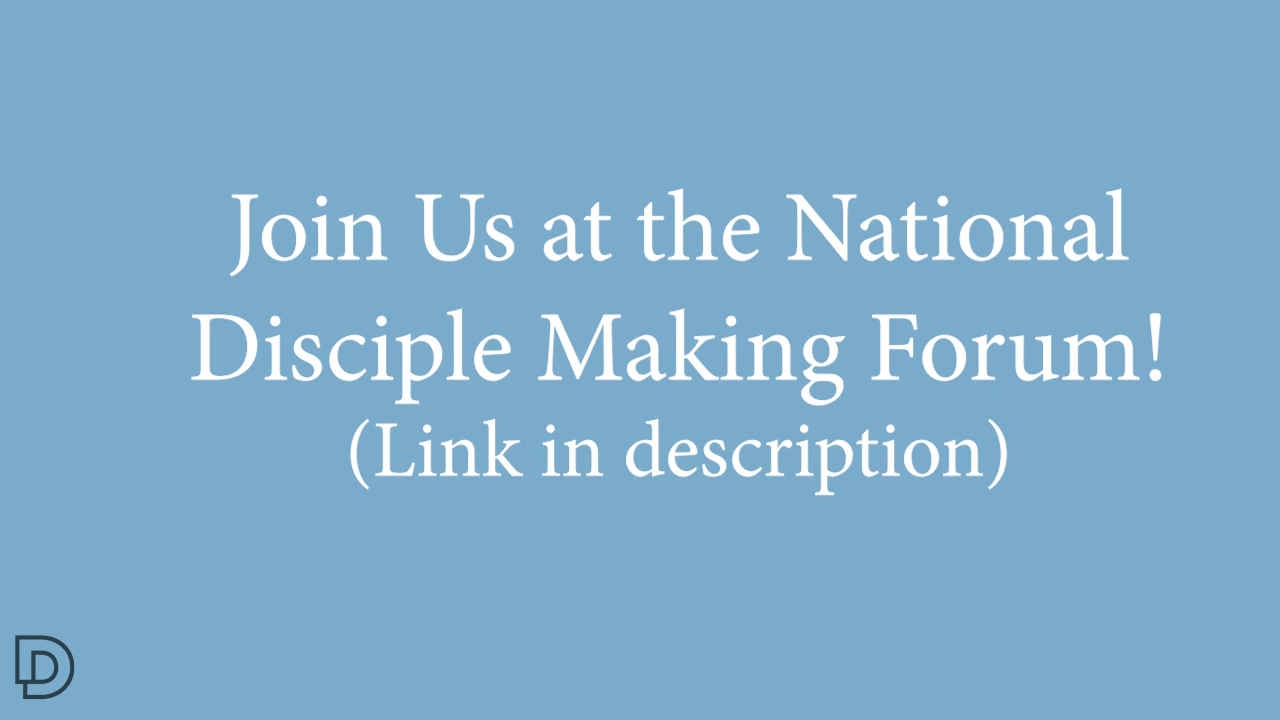 Join Us at the National
Disciple Making Forum!
(Link in description)